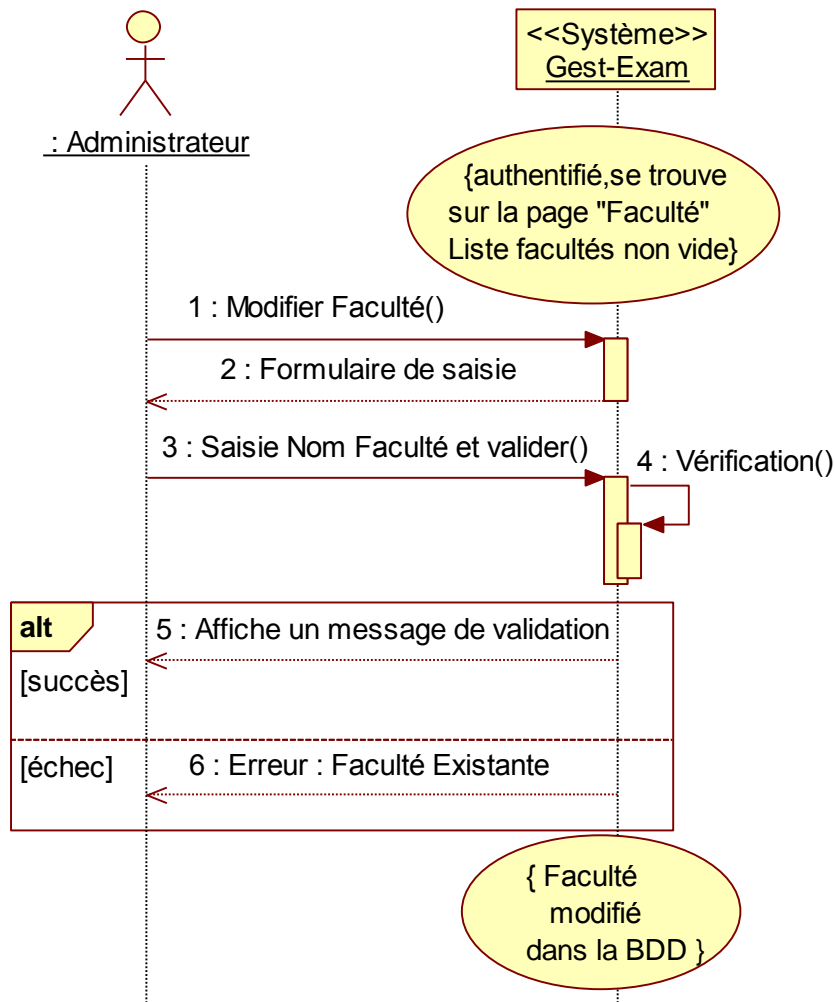 <<Système>>
Gest-Exam
: Administrateur
{authentifié,se trouve
sur la page "Faculté"
Liste facultés non vide}
1 : Modifier Faculté()
2 : Formulaire de saisie
3 : Saisie Nom Faculté et valider()
4 : Vérification()
alt
5 : Affiche un message de validation
[succès]
[échec]
6 : Erreur : Faculté Existante
{ Faculté
modifié
dans la BDD }